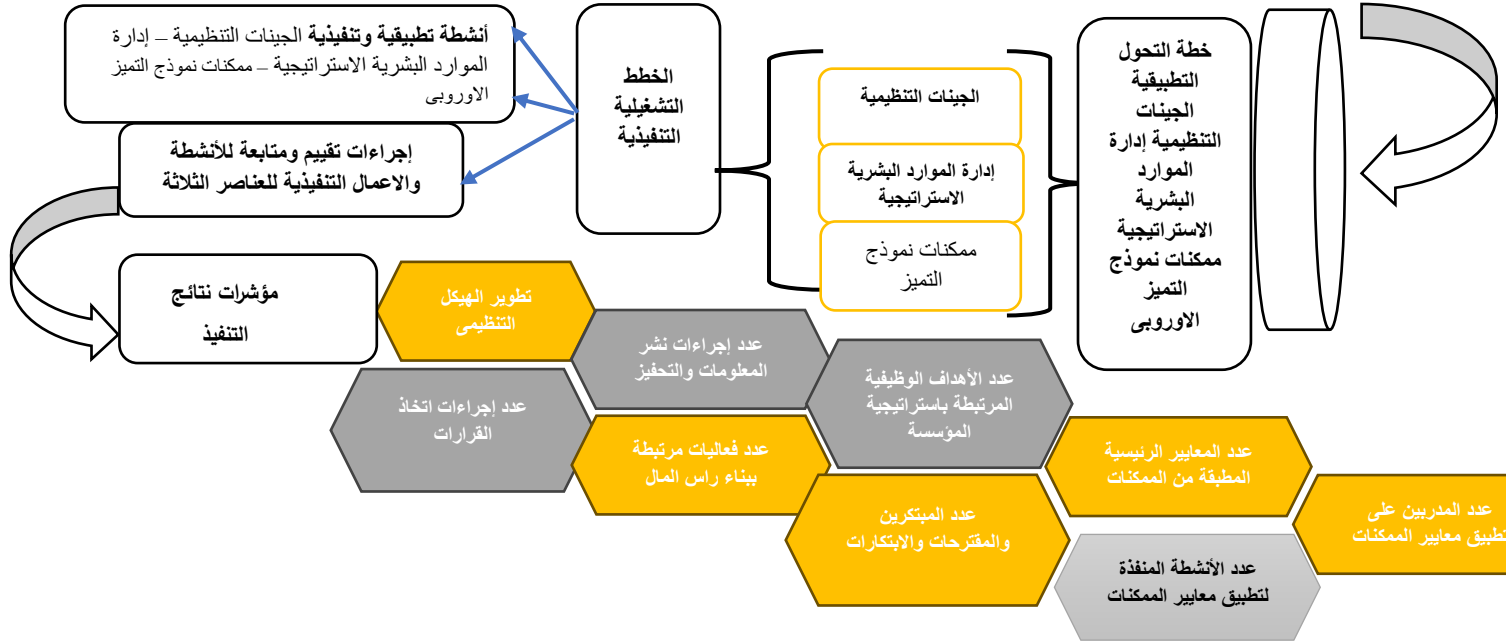 خطة التحول
التطبيقية
الجينات
التنظيمية إدارة
الموارد
البشرية
الاستراتيجية
ممكنات نموذج
التميز
الاوروبى
الجينات التنظيمية
إدارة الموارد البشرية
الاستراتيجية
ممكنات نموذج
التميز
الخطط
التشغيلية
التنفيذية
أنشطة تطبيقية وتنفيذية الجينات التنظيمية – إدارة
الموارد البشرية الاستراتيجية – ممكنات نموذج التميز
الاوروبى
إجراءات تقييم ومتابعة للأنشطة
والاعمال التنفيذية للعناصر الثلاثة
مؤشرات نتائج
التنفيذ
تطوير الهيكل
التنظيمى
عدد إجراءات اتخاذ
القرارات
عدد إجراءات نشر
المعلومات والتحفيز
عدد فعاليات مرتبطة
ببناء راس المال
عدد الأهداف الوظيفية
المرتبطة باستراتيجية
المؤسسة
عدد المبتكرين
والمقترحات والابتكارات
عدد المعايير الرئيسية
المطبقة من الممكنات
عدد الأنشطة المنفذة
لتطبيق معايير الممكنات
عدد المدربين على
تطبيق معايير الممكنات